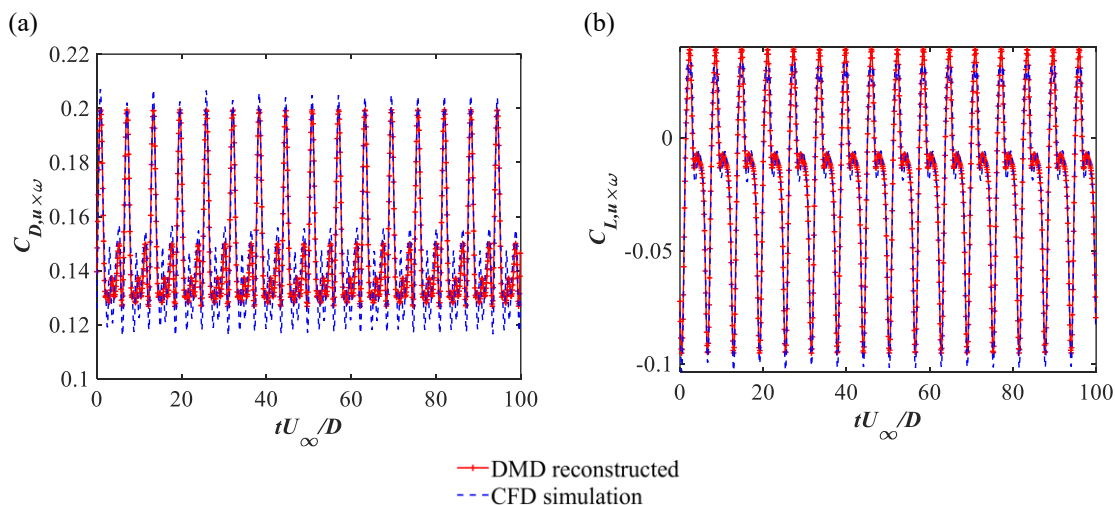 (a)
(b)
0.22
0.2
0.18
0.16
0.14
0.12
0.1
C_{D,u×ω}
0 20 40 60 80 100
tU_∞/D
0
-0.05
-0.1
C_{L,u×ω}
0 20 40 60 80 100
tU_∞/D
DMD reconstructed
CFD simulation